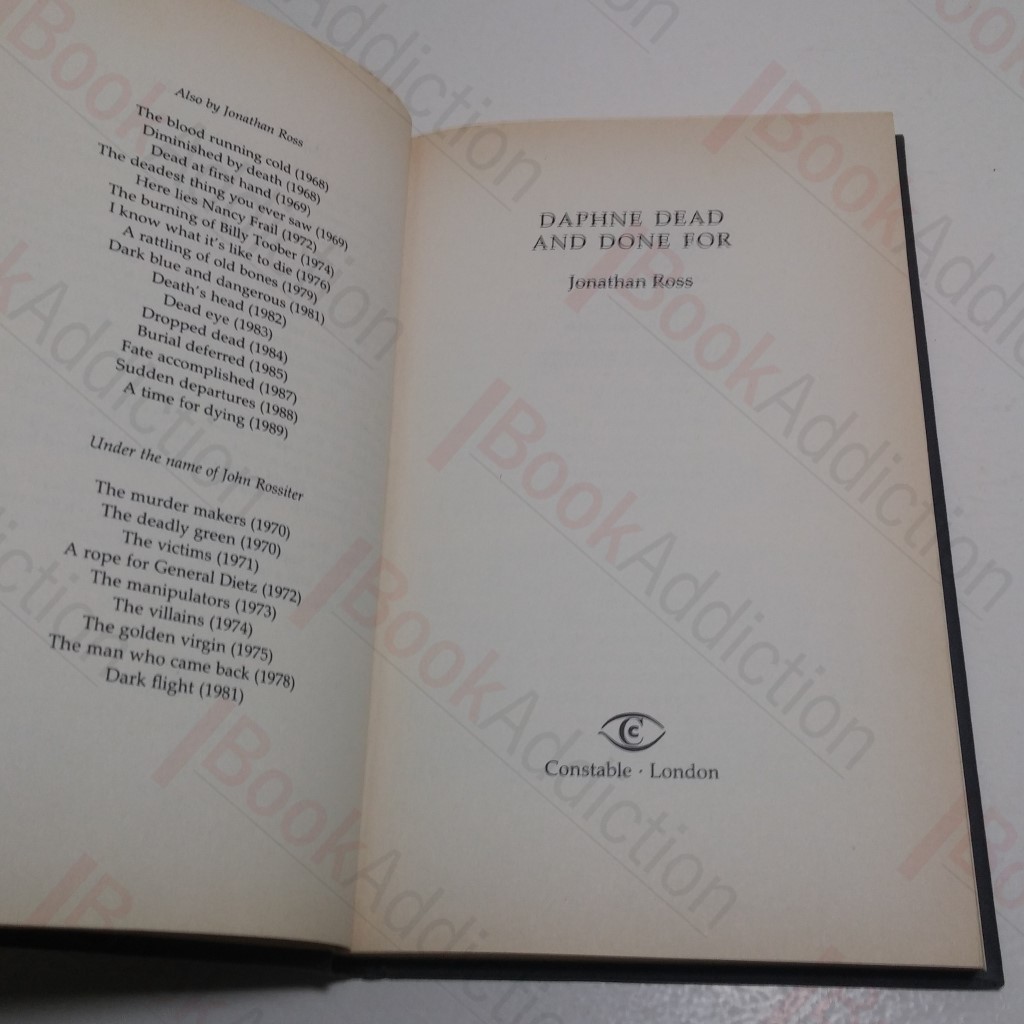 Also by Jonathan Ross
The blood running cold (1968)
Diminished by death (1968)
Dead at first hand (1969)
The deadest thing you ever saw (1969)
Here lies Nancy Frail (1972)
The burning of Billy Toober (1974)
I know what it's like to die (1976)
A rattling of old bones (1979)
Dark blue and dangerous (1981)
Death's head (1982)
Dead eye (1983)
Dropped dead (1984)
Burial deferred (1985)
Fate accomplished (1987)
Sudden departures (1988)
A time for dying (1989)
Under the name of John Rossiter
The murder makers (1970)
The deadly green (1970)
The victims (1971)
A rope for General Dietz (1972)
The manipulators (1973)
The villains (1974)
The golden virgin (1975)
The man who came back (1978)
Dark flight (1981)
DAPHNE DEAD
AND DONE FOR
Jonathan Ross
Constable · London
BookAddiction